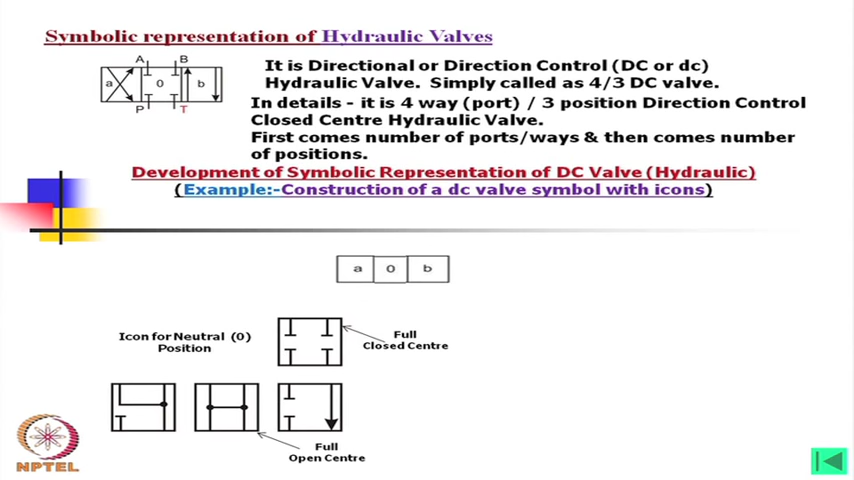 Symbolic representation of Hydraulic Valves
A B
a 0 b
P T
It is Directional or Direction Control (DC or dc)
Hydraulic Valve. Simply called as 4/3 DC valve.
In details - it is 4 way (port) / 3 position Direction Control
Closed Centre Hydraulic Valve.
First comes number of ports/ways & then comes number
of positions.
Development of Symbolic Representation of DC Valve (Hydraulic)
(Example:-Construction of a dc valve symbol with icons)
a 0 b
Icon for Neutral (0)
Position
Full
Closed Centre
Full
Open Centre
NPTEL